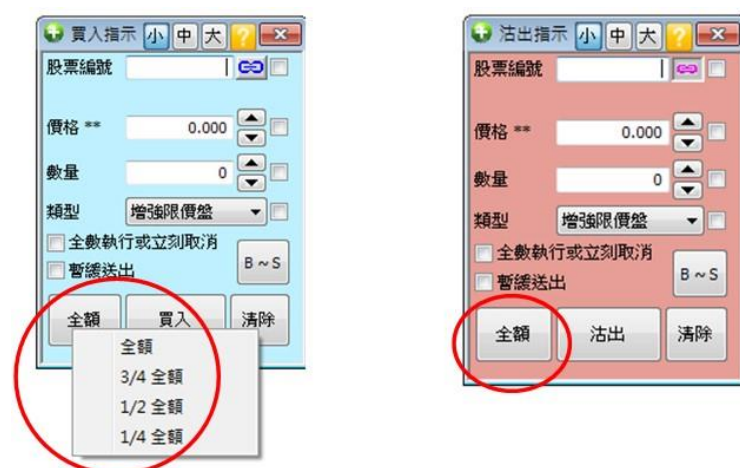 買入指示 小 中 大 ?
股票編號
價格 ** 0.000
數量 0
類型 增強限價盤
全數執行或立刻取消
暫緩送出
B ~ S
全額 買入 清除
全額
3/4 全額
1/2 全額
1/4 全額
沽出指示 小 中 大 ?
股票編號
價格 ** 0.000
數量 0
類型 增強限價盤
全數執行或立刻取消
暫緩送出
B ~ S
全額 沽出 清除